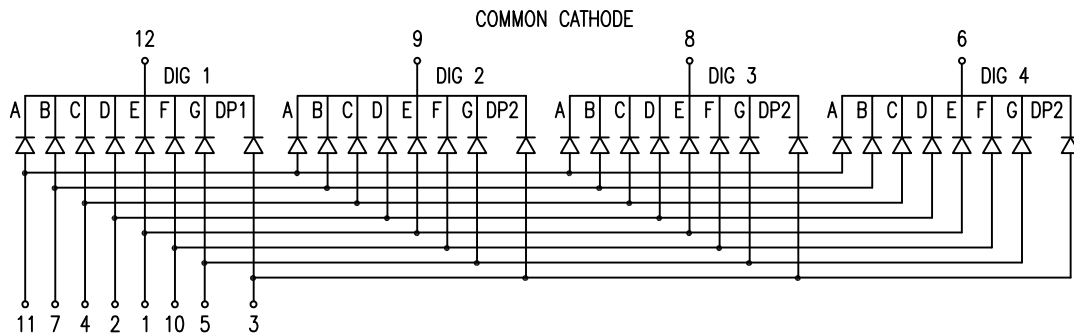 COMMON CATHODE
12 9 8 6
DIG 1 DIG 2 DIG 3 DIG 4
A B C D E F G DP1 A B C D E F G DP2 A B C D E F G DP2 A B C D E F G DP2
11 7 4 2 1 10 5 3